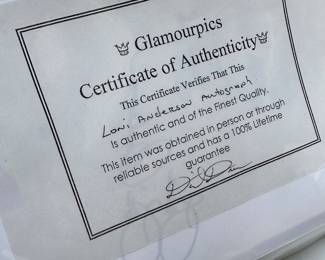 Glamourpics
Certificate of Authenticity
This Certificate Verifies That This
Loni Anderson Autograph
Is authentic and of the Finest Quality.
This item was obtained in person or through
reliable sources and has a 100% Lifetime
guarantee